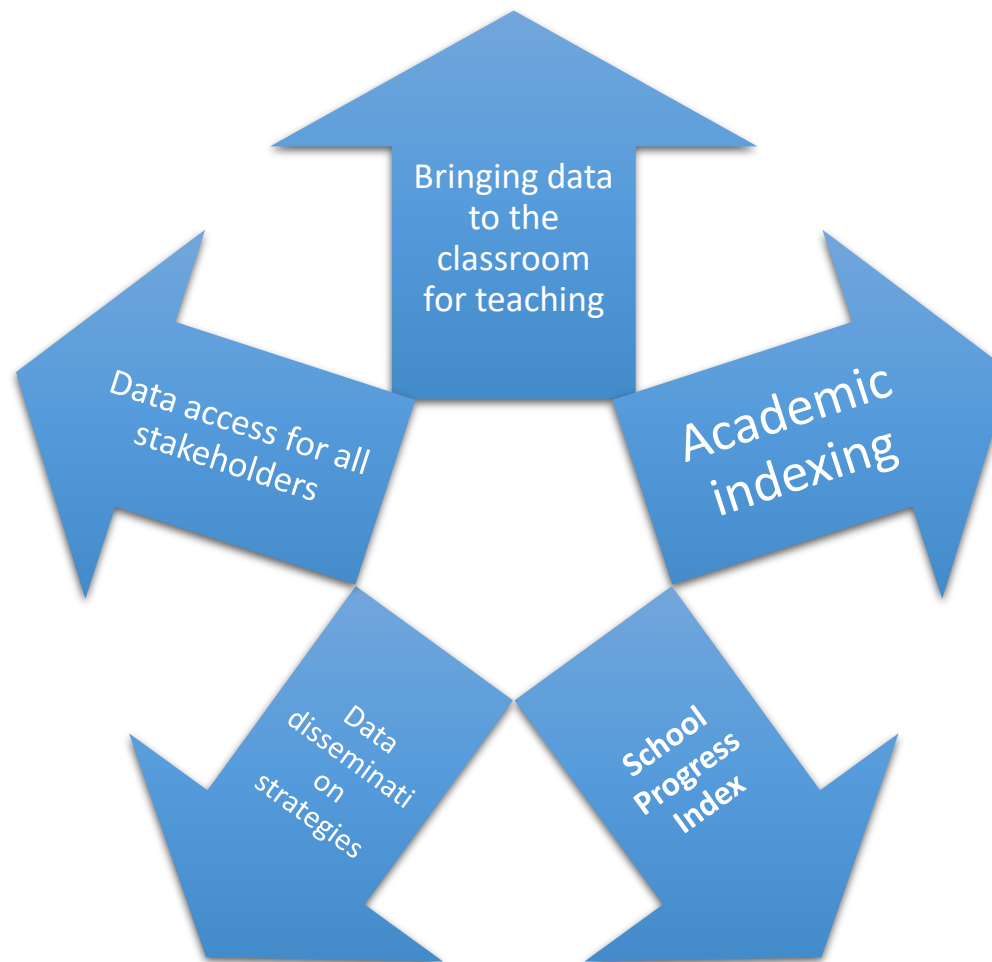 Bringing data
to the
classroom
for teaching
Academic
indexing
School
Progress
Index
Data
disseminati
on
strategies
Data access for all
stakeholders